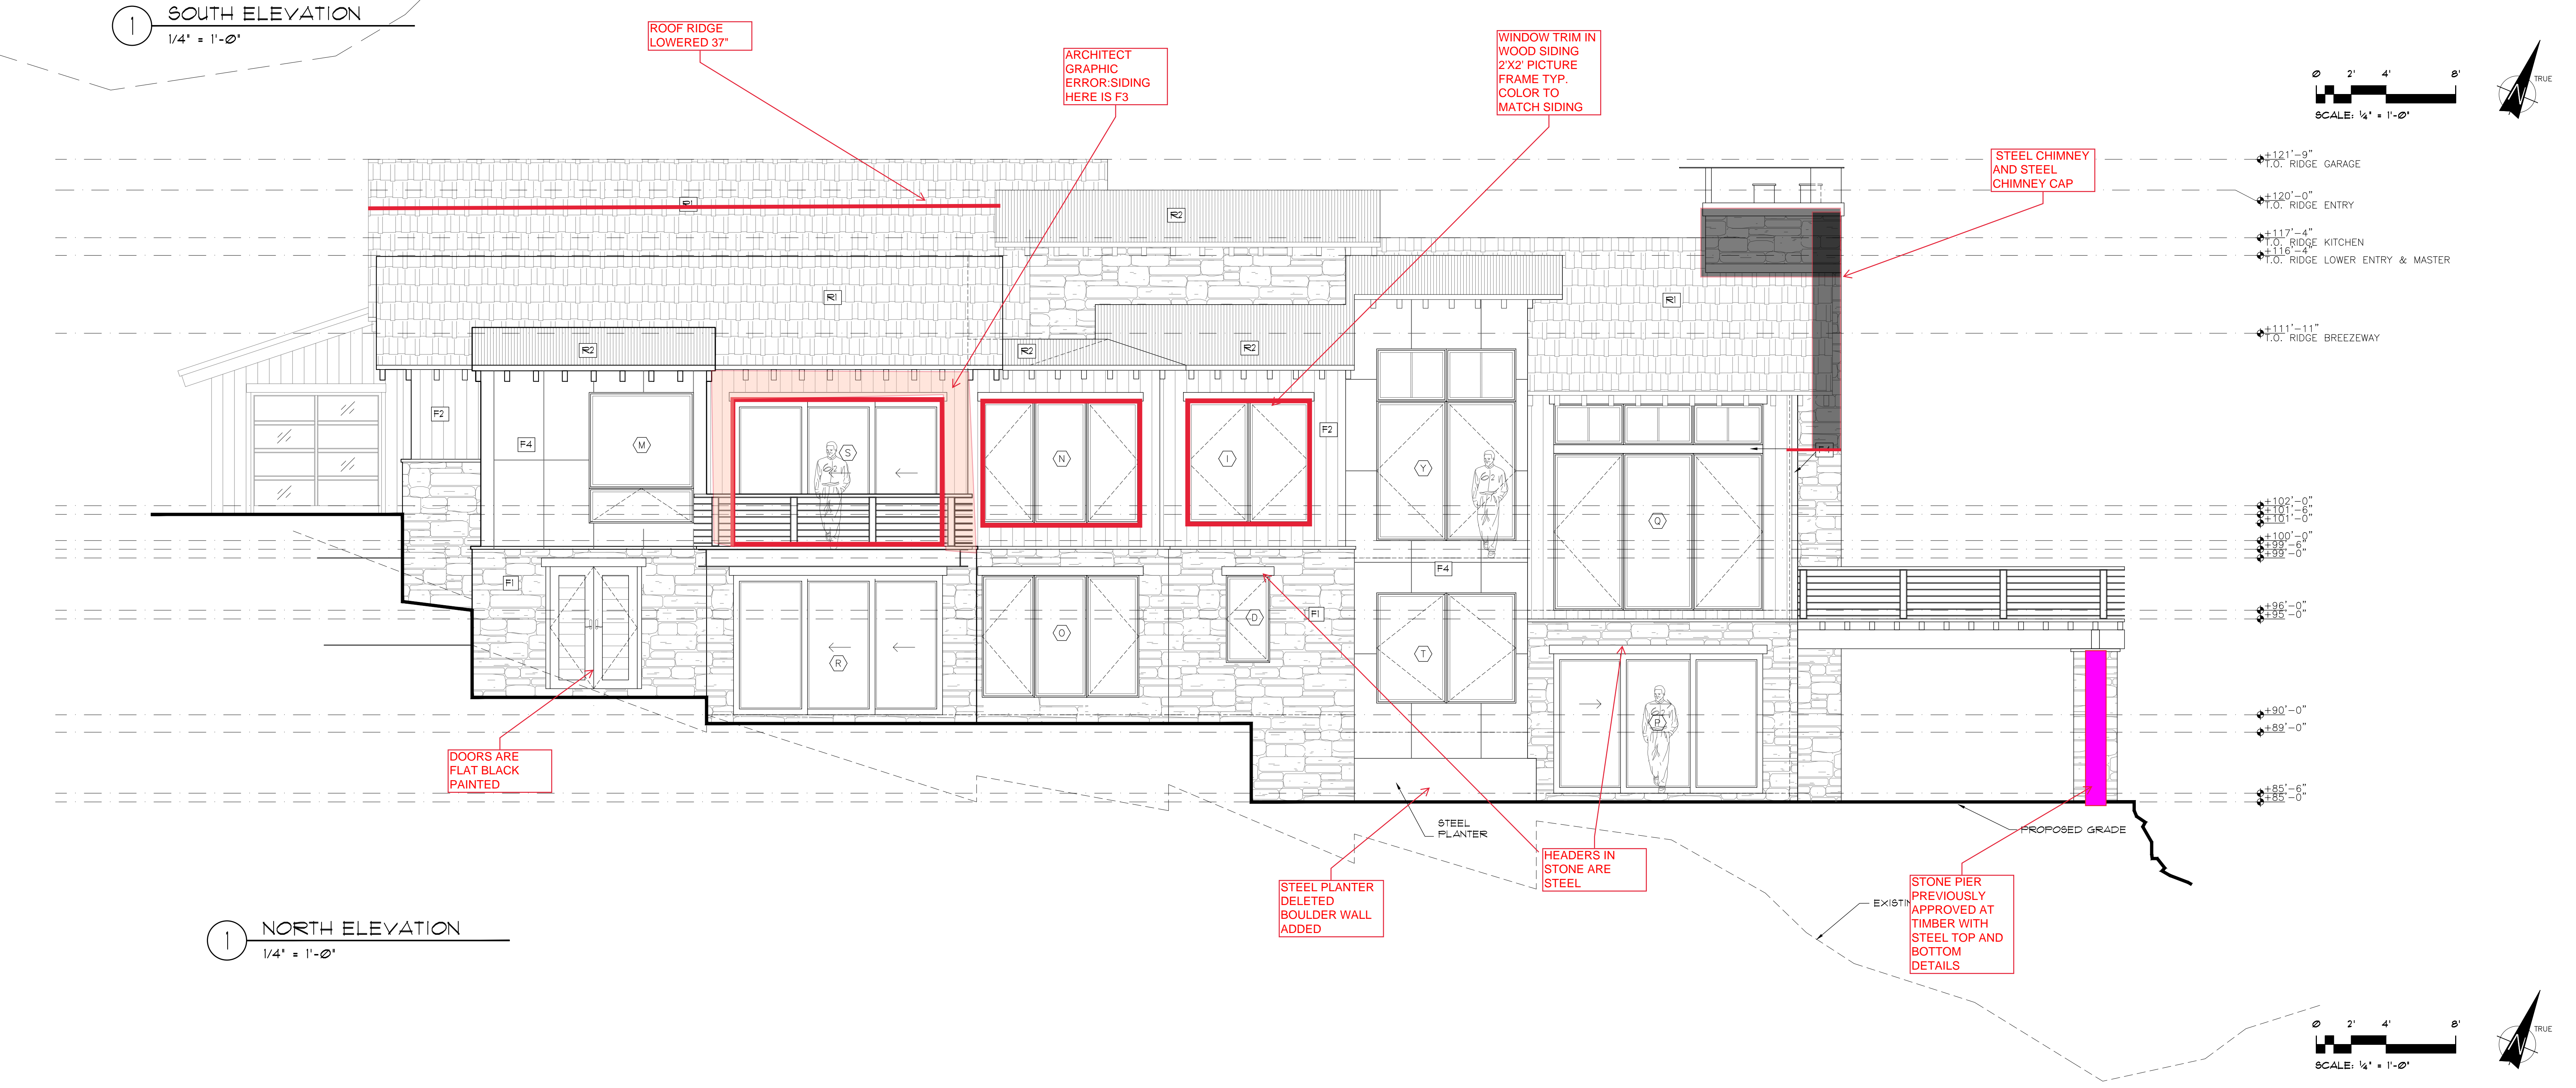 1
SOUTH ELEVATION
1/4" = 1'-0"
ROOF RIDGE
LOWERED 37"
ARCHITECT
GRAPHIC
ERROR:SIDING
HERE IS F3
WINDOW TRIM IN
WOOD SIDING
2'X2' PICTURE
FRAME TYP.
COLOR TO
MATCH SIDING
STEEL CHIMNEY
AND STEEL
CHIMNEY CAP
0 2' 4' 8'
SCALE: 1/4" = 1'-0"
TRUE
+121'-9"
T.O. RIDGE GARAGE
+120'-0"
T.O. RIDGE ENTRY
+117'-4"
T.O. RIDGE KITCHEN
+116'-4"
T.O. RIDGE LOWER ENTRY & MASTER
+111'-11"
T.O. RIDGE BREEZEWAY
+102'-0"
+101'-6"
+101'-0"
+100'-0"
+99'-6"
+99'-0"
+96'-0"
+95'-0"
+90'-0"
+89'-0"
+85'-6"
+85'-0"
R1
R2
R1
R1
R2
R2
R2
F2
F4
M
S
N
I
F2
Y
Q
F4
F1
R
O
D
F1
F4
T
P
DOORS ARE
FLAT BLACK
PAINTED
STEEL
PLANTER
STEEL PLANTER
DELETED
BOULDER WALL
ADDED
HEADERS IN
STONE ARE
STEEL
PROPOSED GRADE
STONE PIER
PREVIOUSLY
APPROVED AT
TIMBER WITH
STEEL TOP AND
BOTTOM
DETAILS
EXISTIN
1
NORTH ELEVATION
1/4" = 1'-0"
0 2' 4' 8'
SCALE: 1/4" = 1'-0"
TRUE